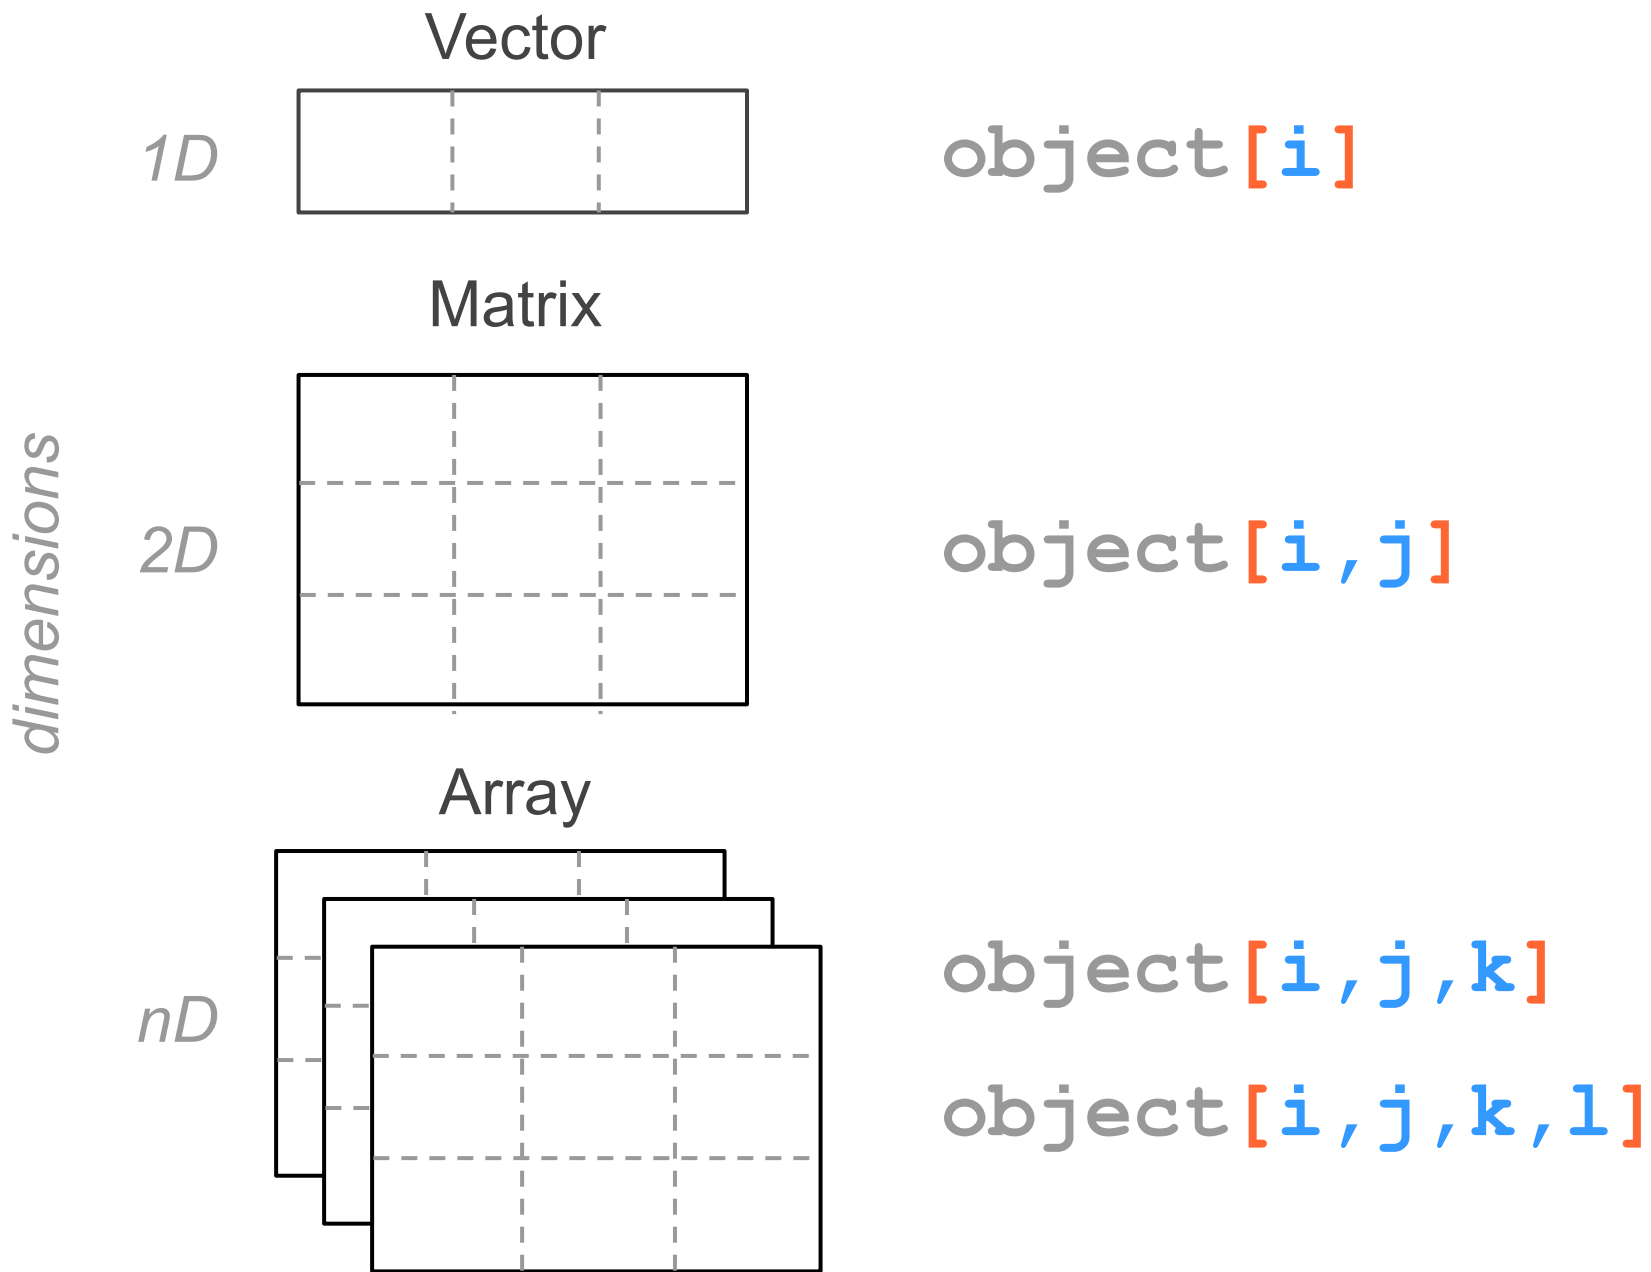 Vector
1D
object[i]
Matrix
dimensions
2D
object[i,j]
Array
nD
object[i,j,k]
object[i,j,k,l]